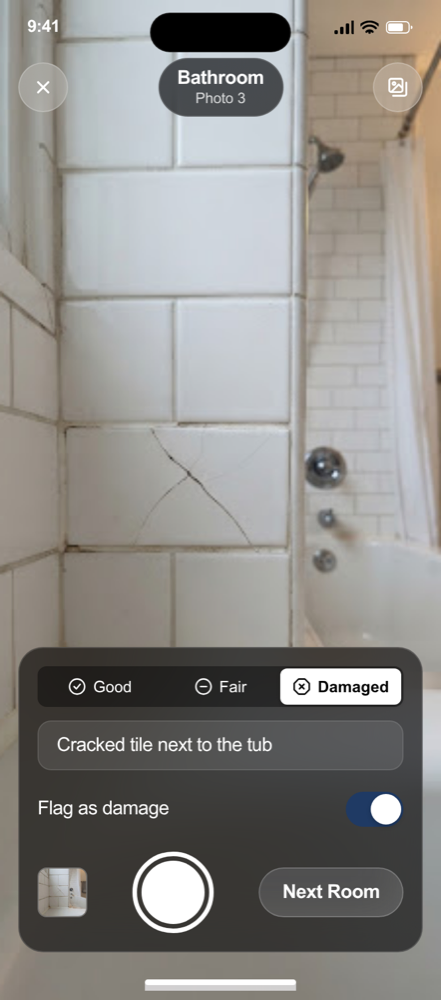 9:41
Bathroom
Photo 3
Good
Fair
Damaged
Cracked tile next to the tub
Flag as damage
Next Room